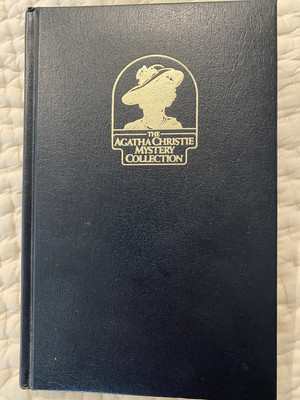 THE
AGATHA CHRISTIE
MYSTERY
COLLECTION